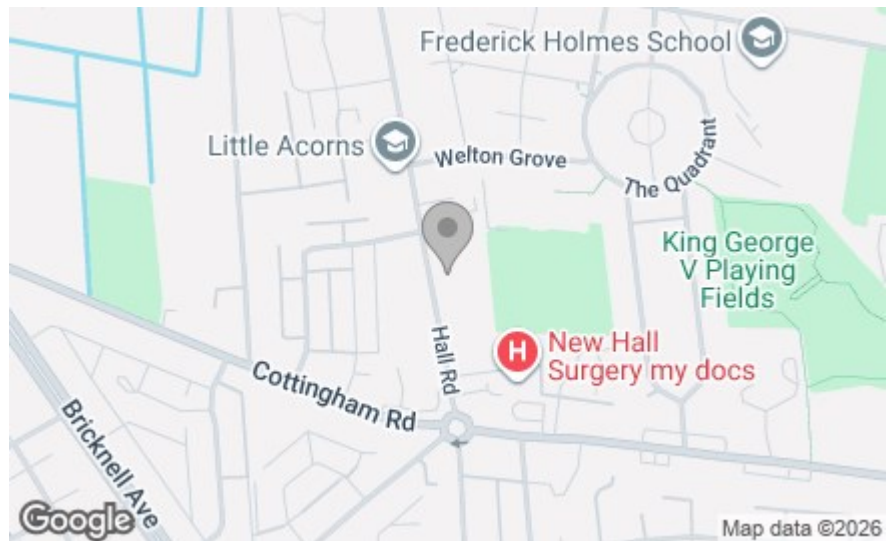 Frederick Holmes School
Little Acorns
Welton Grove
The Quadrant
King George
V Playing
Fields
Hall Rd
H
New Hall
Surgery my docs
Cottingham Rd
Bricknell Ave
Google
Map data ©2026